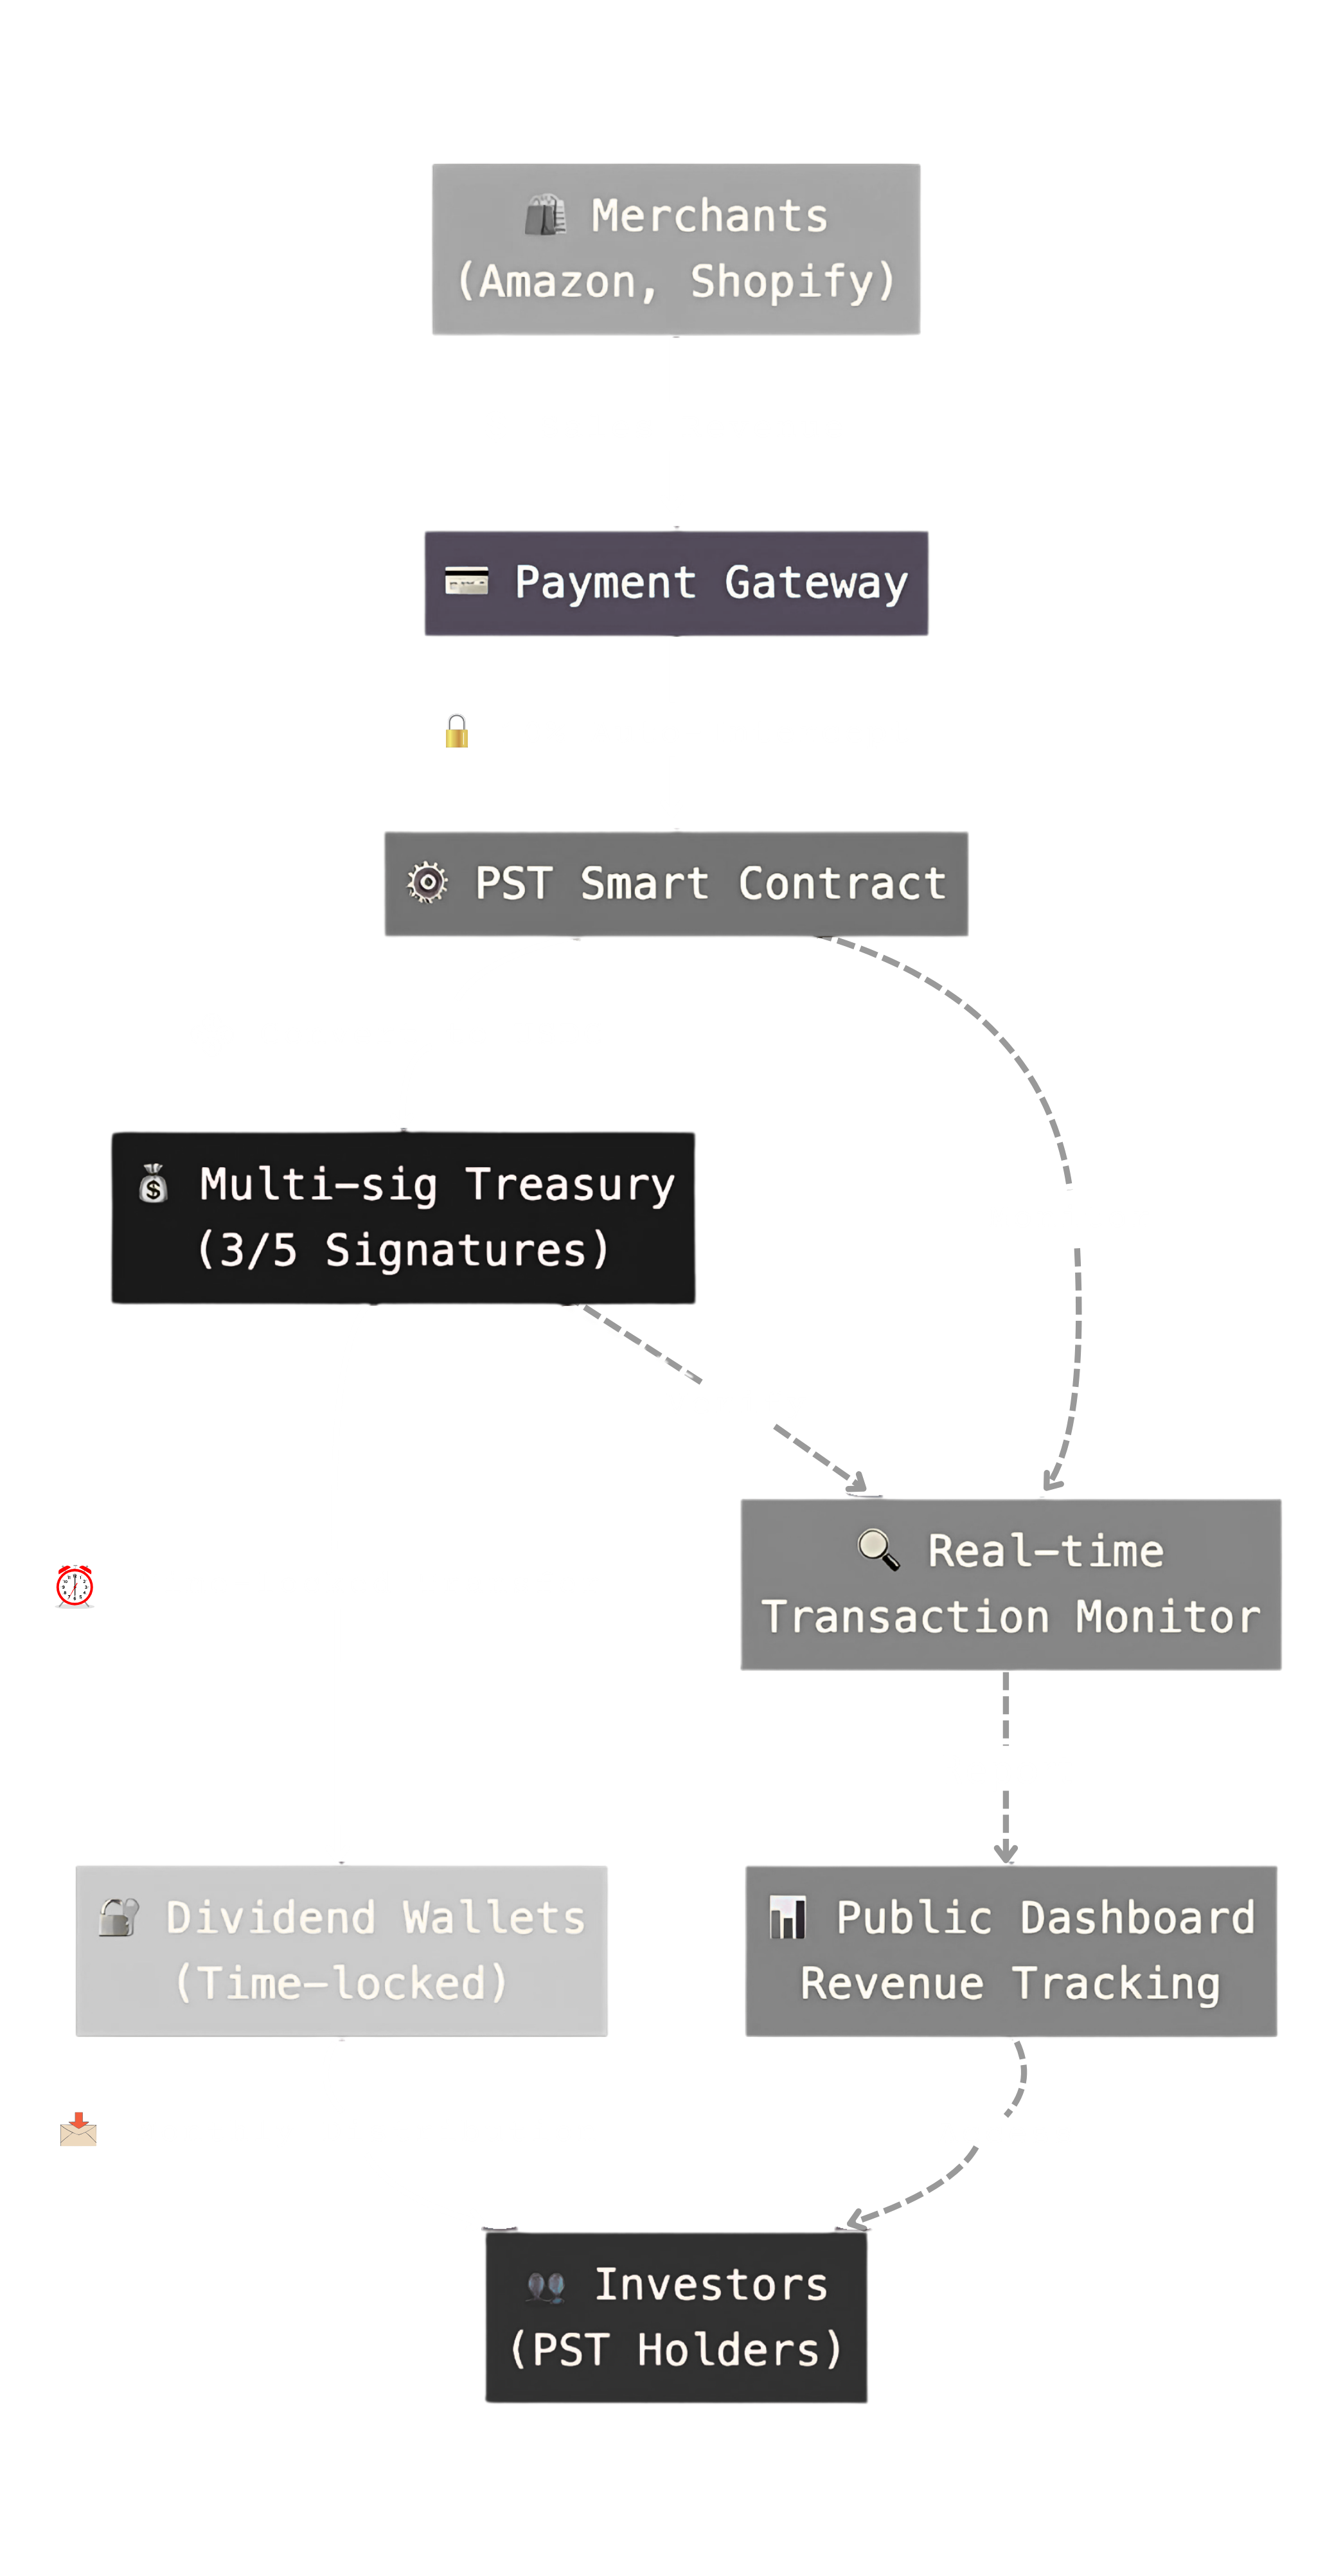 🛍️ Merchants
(Amazon, Shopify)
💳 Payment Gateway
🔒
⚙️ PST Smart Contract
💰 Multi-sig Treasury
(3/5 Signatures)
🔍 Real-time
Transaction Monitor
⏰
🔐 Dividend Wallets
(Time-locked)
📊 Public Dashboard
Revenue Tracking
📩
👥 Investors
(PST Holders)